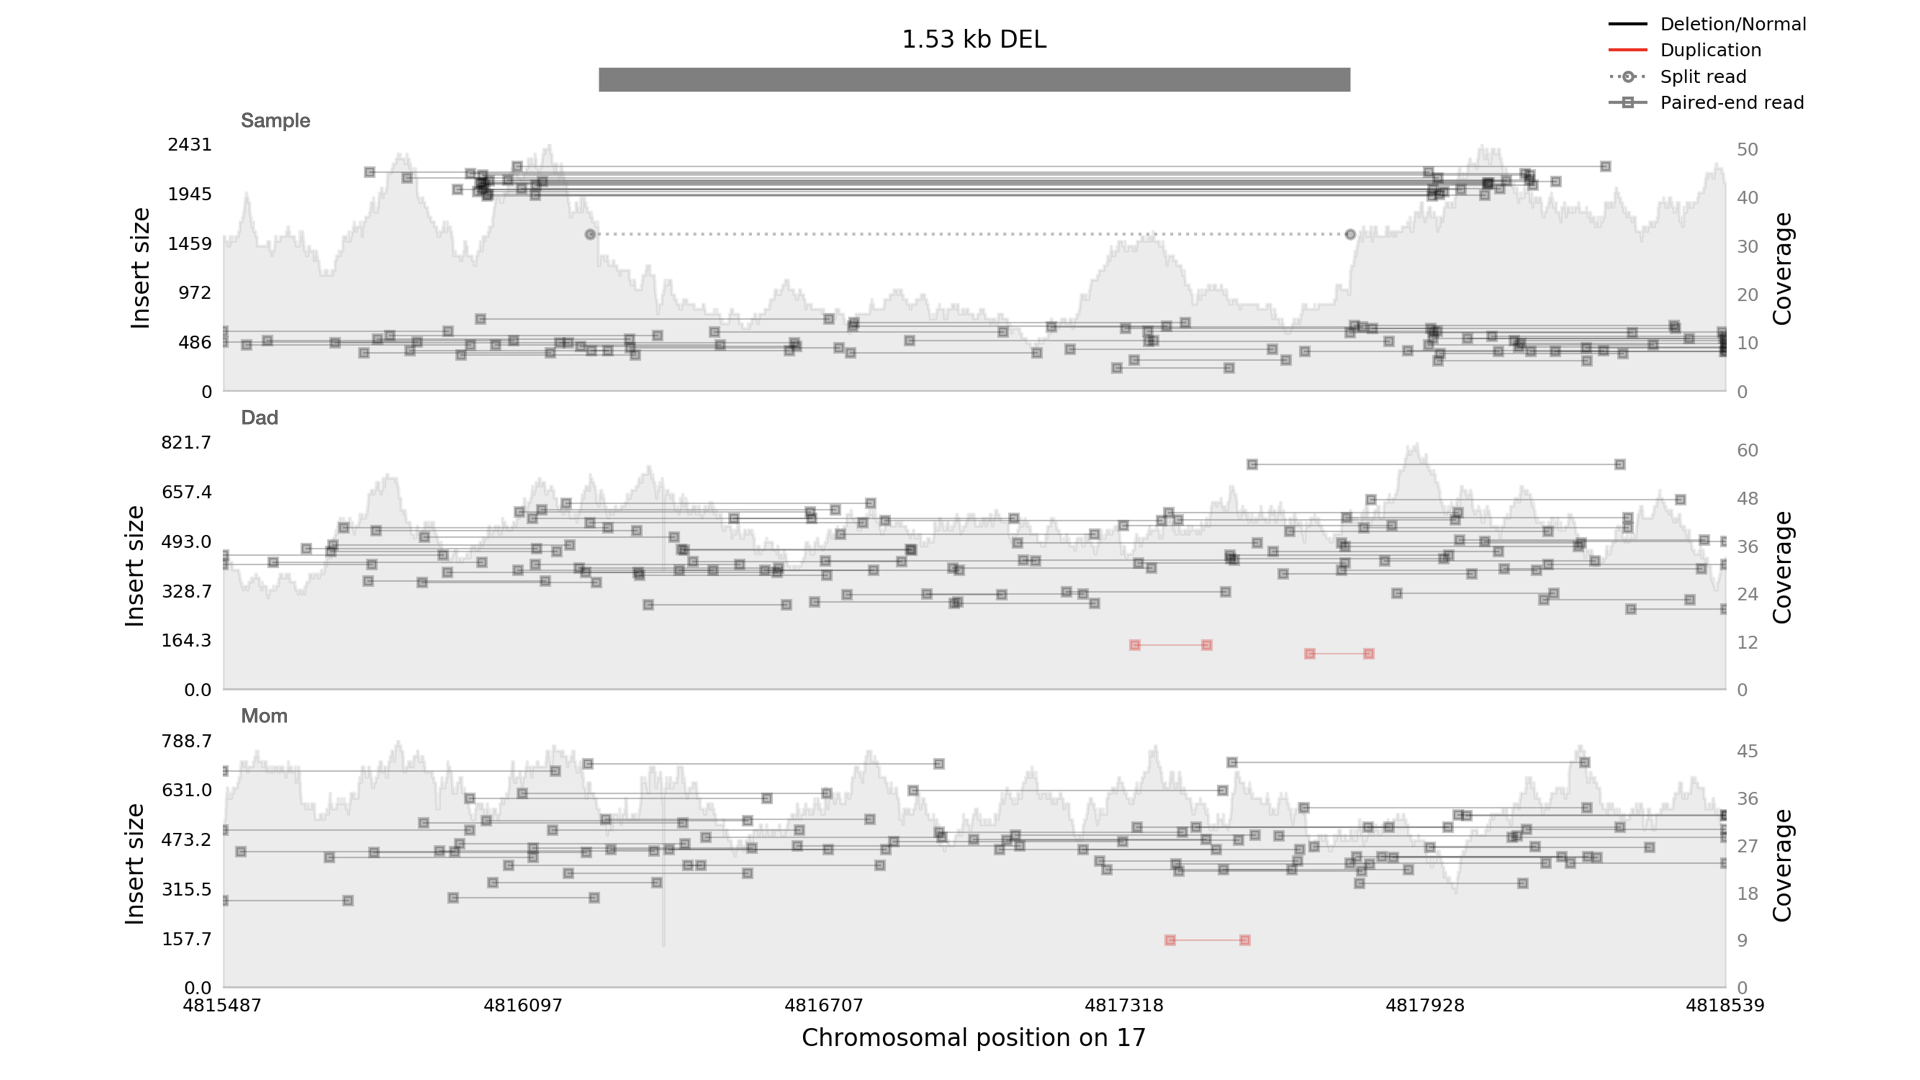 1.53 kb DEL
Deletion/Normal
Duplication
Split read
Paired-end read
Sample
2431
1945
1459
972
486
0
Insert size
50
40
30
20
10
0
Coverage
Dad
821.7
657.4
493.0
328.7
164.3
0.0
Insert size
60
48
36
24
12
0
Coverage
Mom
788.7
631.0
473.2
315.5
157.7
0.0
Insert size
45
36
27
18
9
0
Coverage
4815487 4816097 4816707 4817318 4817928 4818539
Chromosomal position on 17